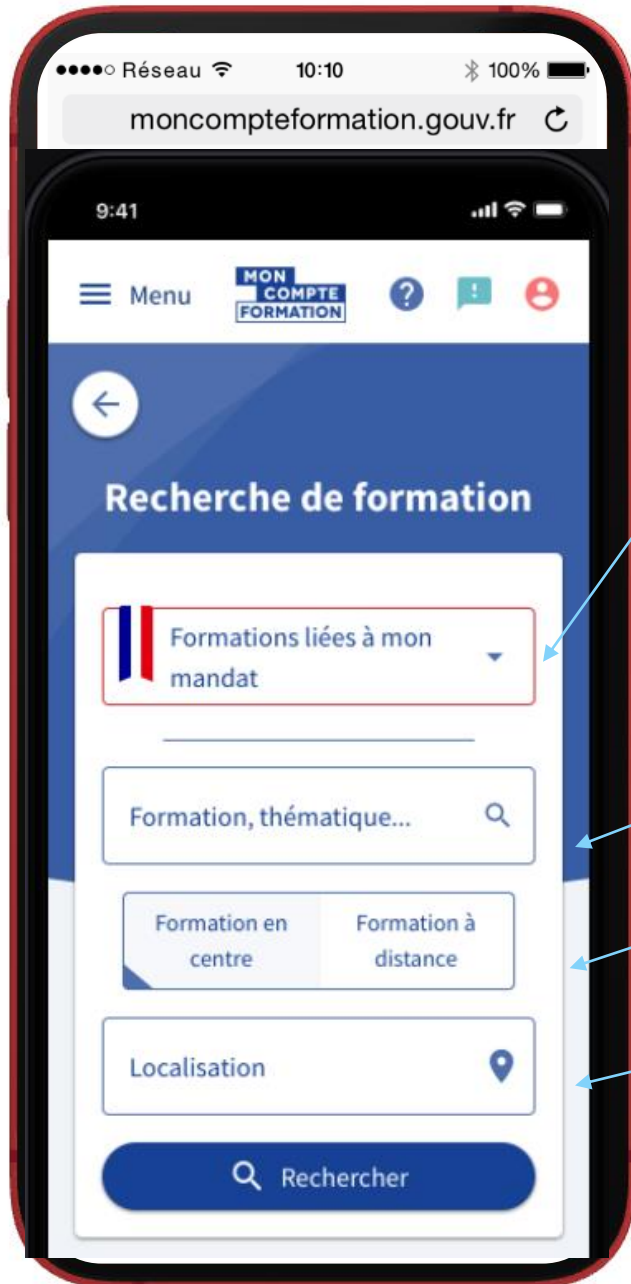 Réseau 10:10 100%
moncompteformation.gouv.fr
9:41
Menu
MON
COMPTE
FORMATION
?
!
Recherche de formation
Formations liées à mon
mandat
Formation, thématique...
Formation en
centre
Formation à
distance
Localisation
Rechercher